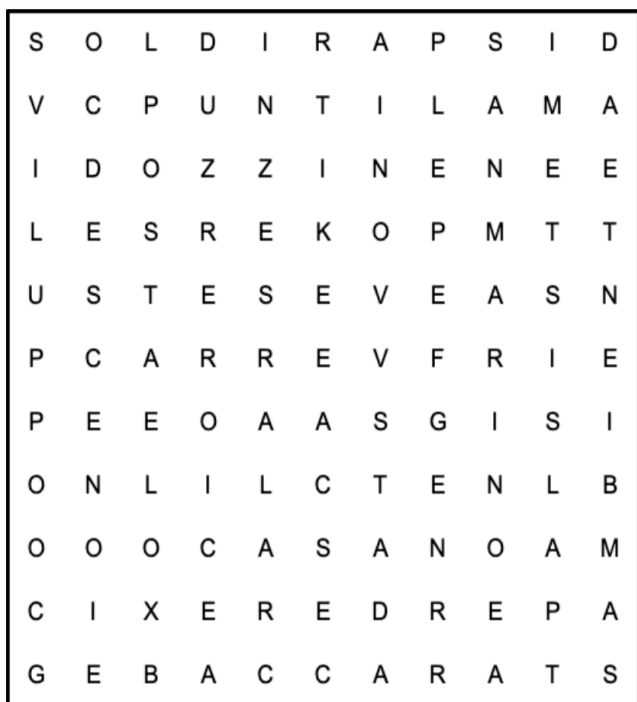 S O L D I R A P S I D
V C P U N T I L A M A
I D O Z Z I N E N E E
L E S R E K O P M T T
U S T E S E V E A S N
P C A R R E V F R I E
P E E O A A S G I S I
O N L I L C T E N L B
O O O C A S A N O A M
C I X E R E D R E P A
G E B A C C A R A T S